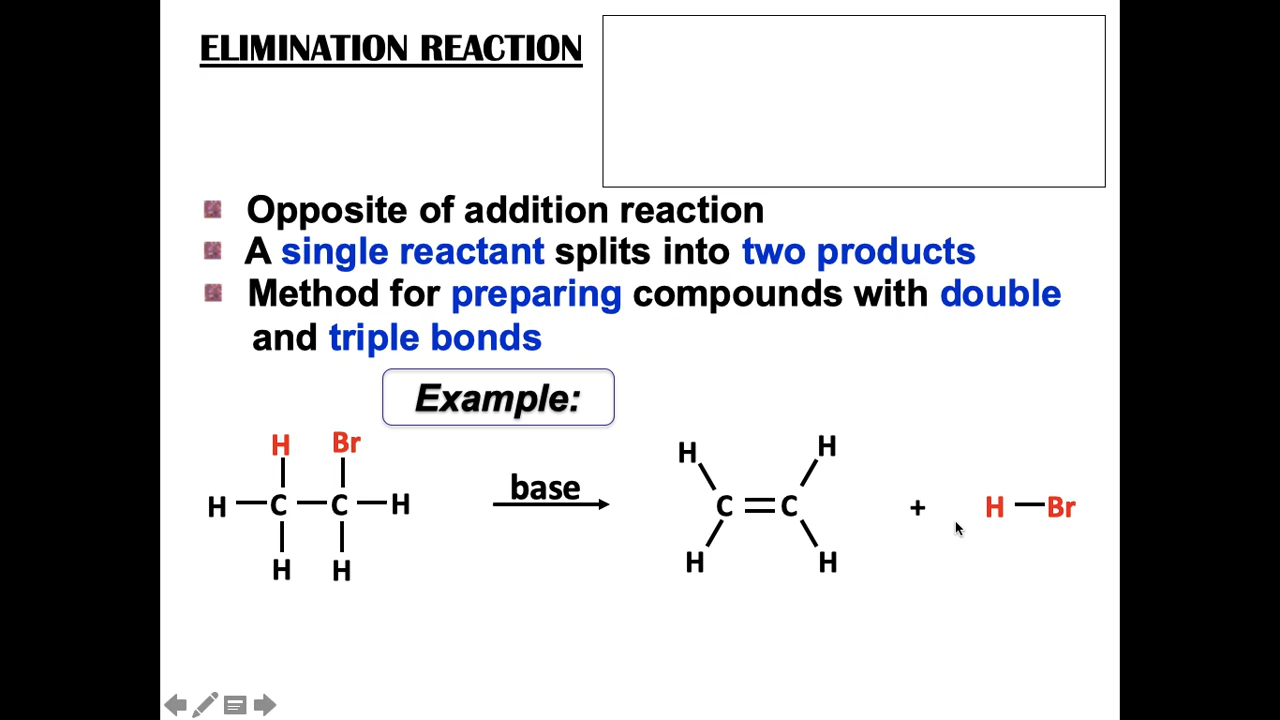 ELIMINATION REACTION
Opposite of addition reaction
A single reactant splits into two products
Method for preparing compounds with double
and triple bonds
Example:
H Br H H
H — C — C — H base C = C + H — Br
H H H H